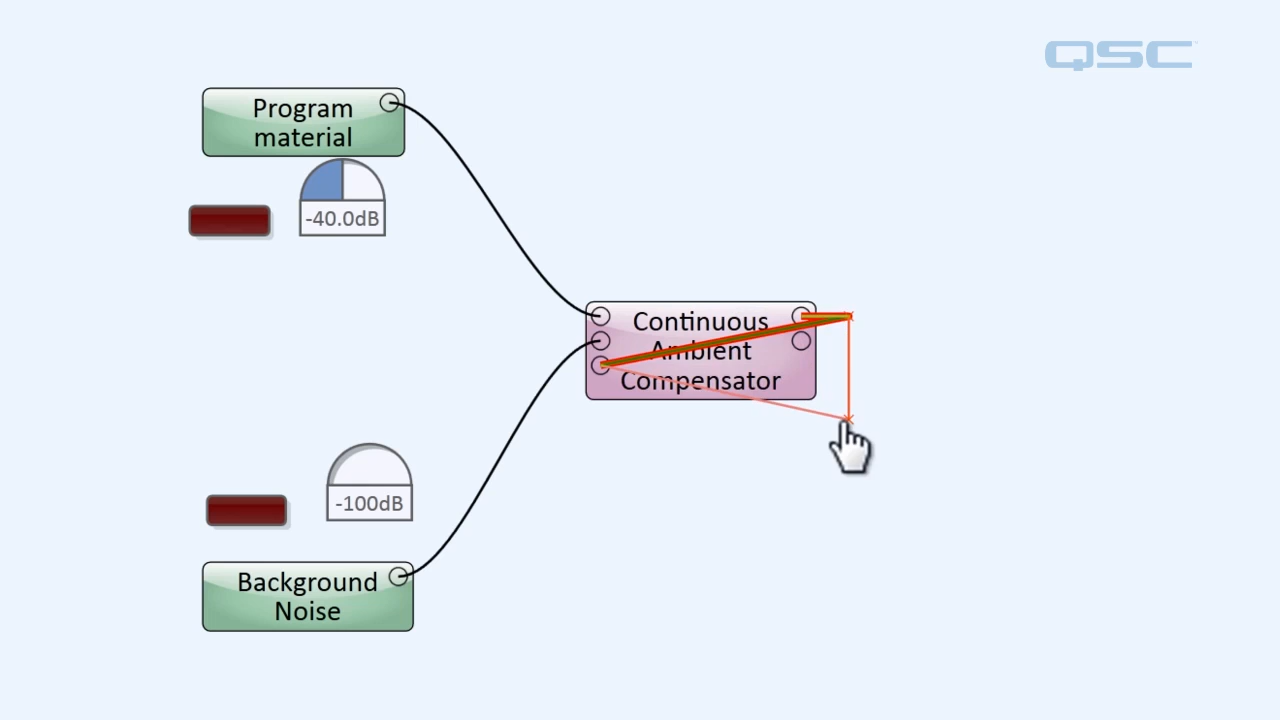 QSC
Program
material
-40.0dB
Continuous
Ambient
Compensator
-100dB
Background
Noise